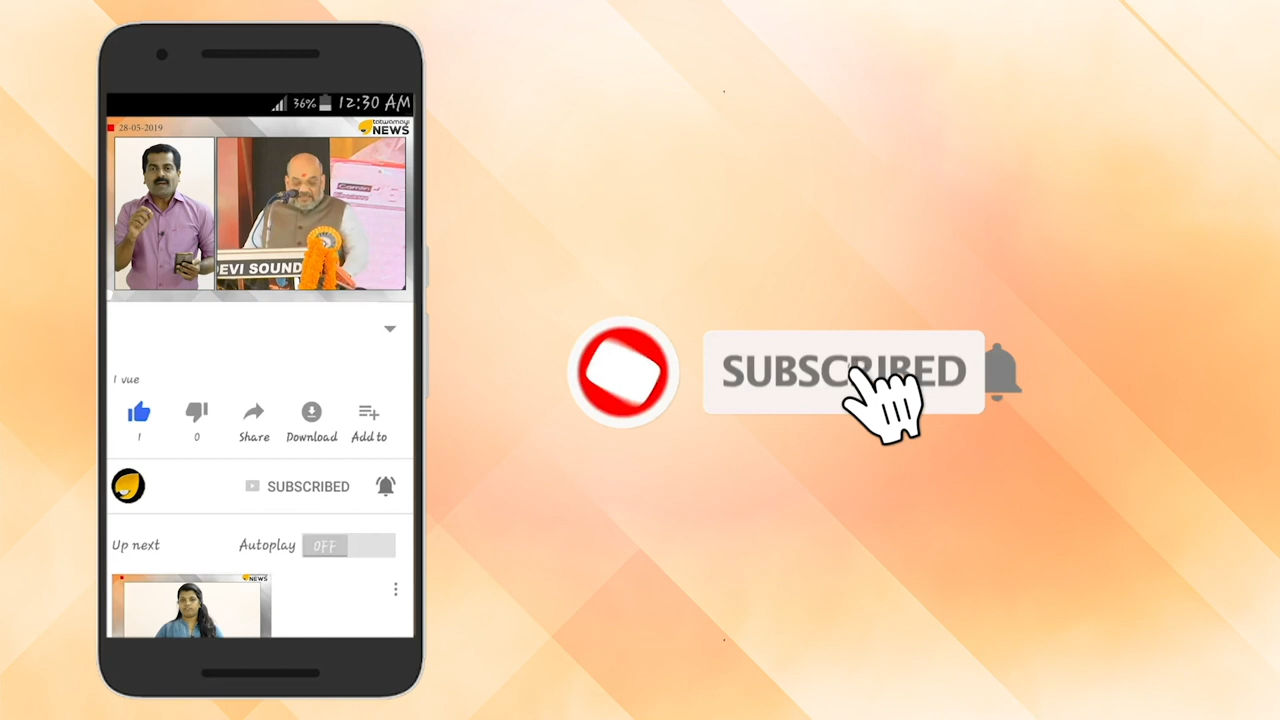 36% 12:30 AM
28-05-2019
tatwamayi
NEWS
DEVI SOUND
1 vue
1
0
Share
Download
Add to
SUBSCRIBED
Up next
Autoplay
OFF
NEWS
SUBSCRIBED